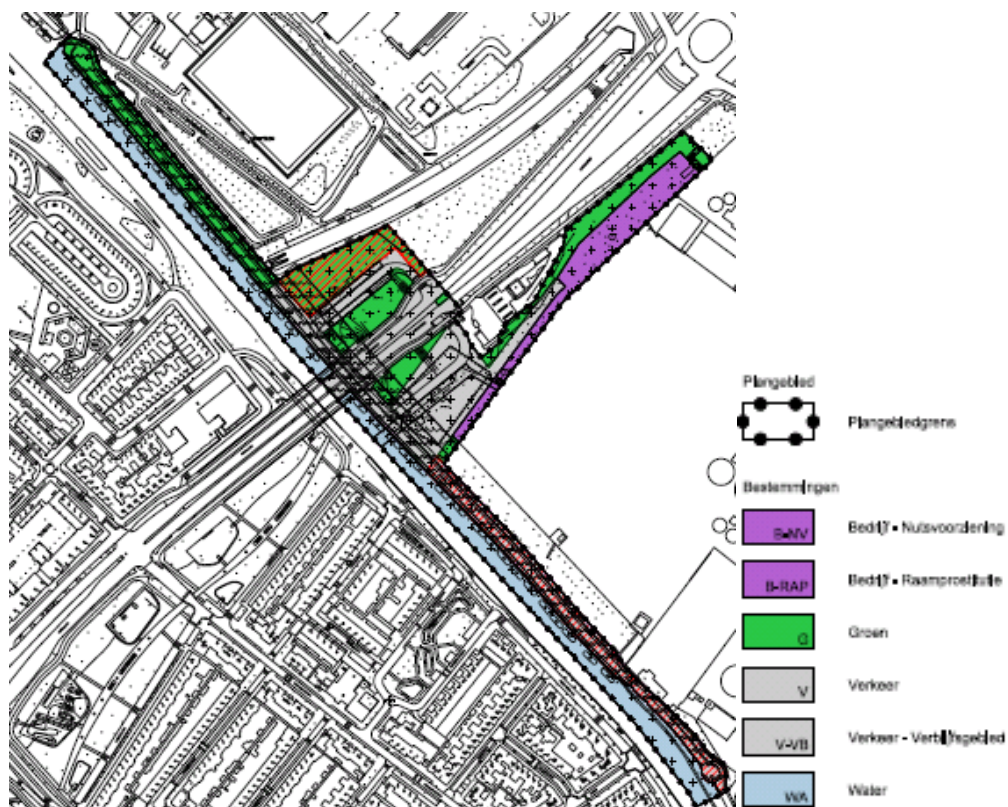 Plangebied
Plangebiedgrens
Bestemmingen
B-NV Bedrijf - Nutsvoorziening
B-RAP Bedrijf - Raamprostitutie
G Groen
V Verkeer
V-VB Verkeer - Verblijfsgebied
WA Water